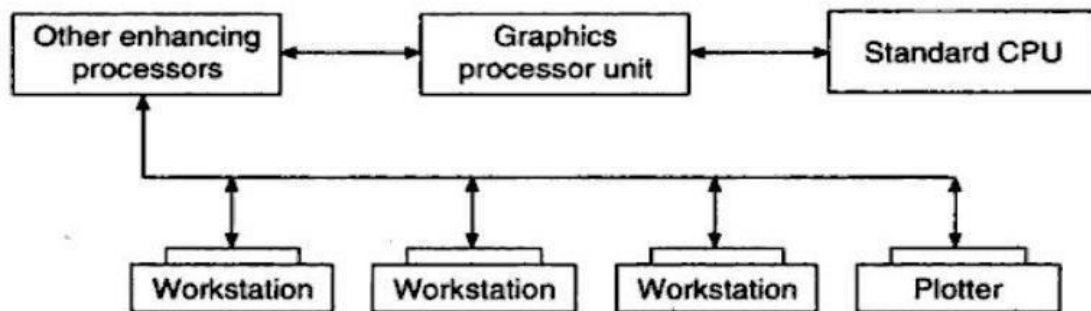 Other enhancing
processors
Graphics
processor unit
Standard CPU
Workstation
Workstation
Workstation
Plotter